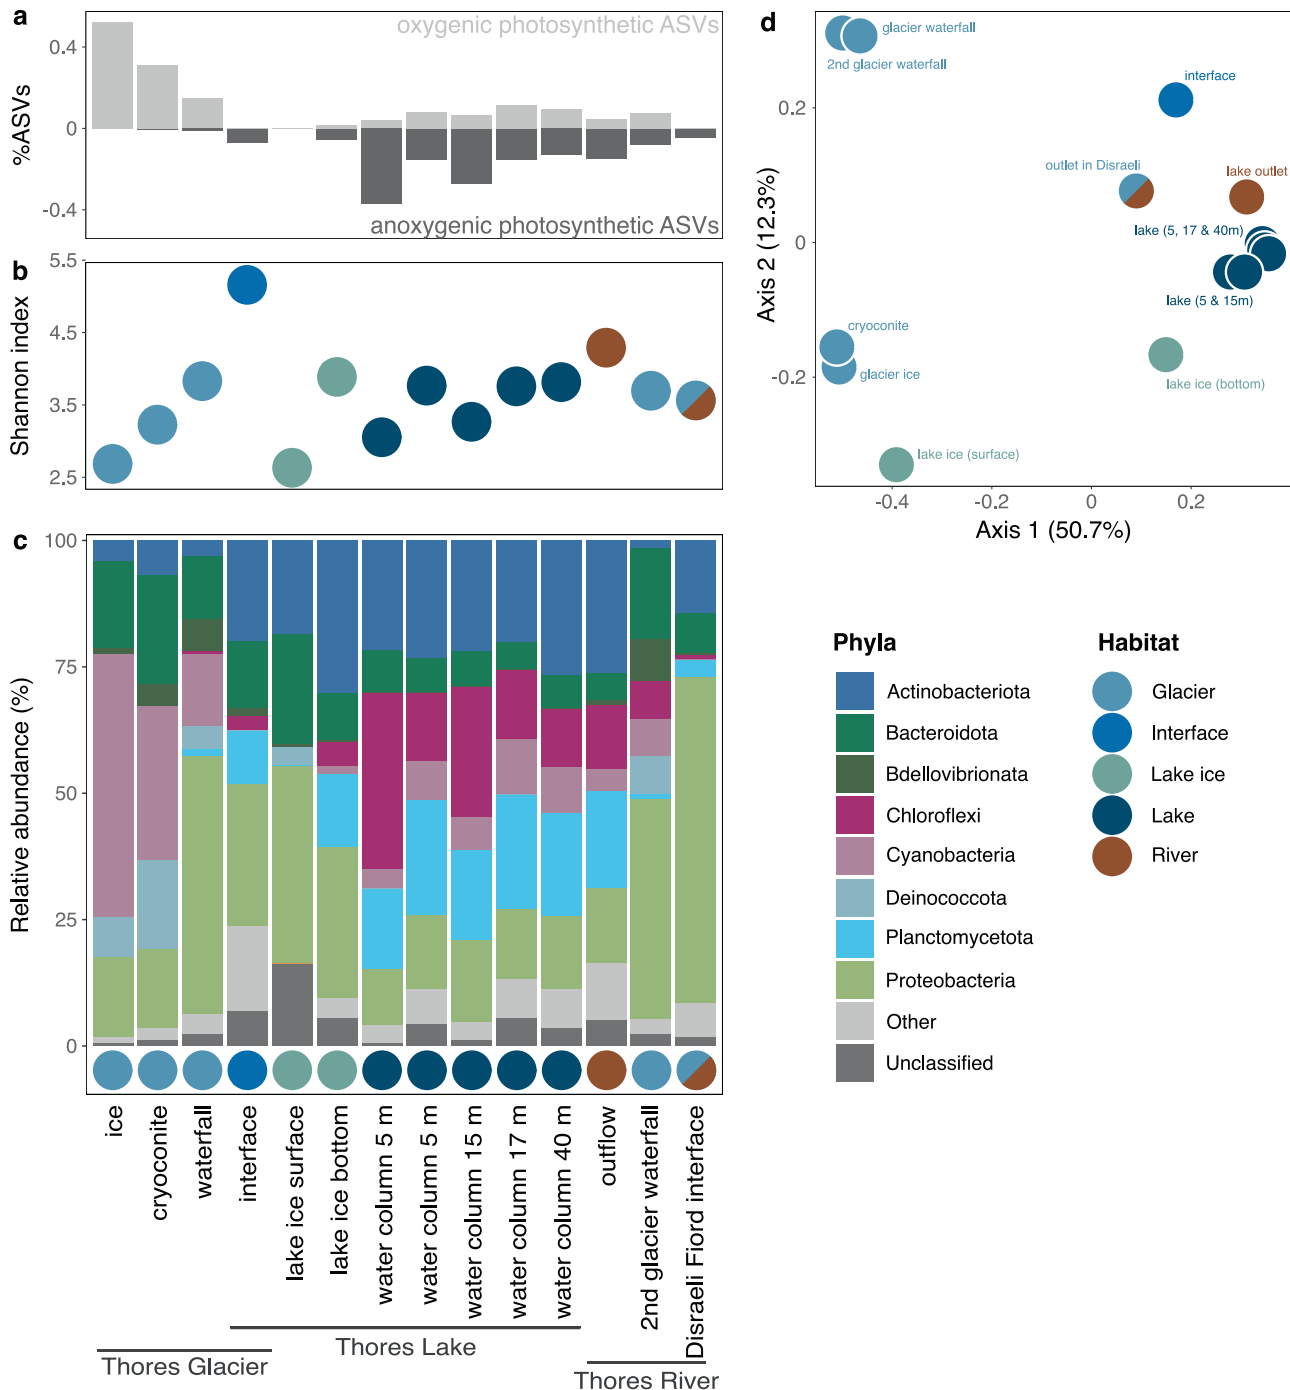 a
oxygenic photosynthetic ASVs
0.4
0
-0.4
%ASVs
anoxygenic photosynthetic ASVs
b
5.5
4.5
3.5
2.5
Shannon index
c
100
75
50
25
0
Relative abundance (%)
ice
cryoconite
waterfall
interface
lake ice surface
lake ice bottom
water column 5 m
water column 5 m
water column 15 m
water column 17 m
water column 40 m
outflow
2nd glacier waterfall
Disraeli Fiord interface
Thores Glacier
Thores Lake
Thores River
d
glacier waterfall
2nd glacier waterfall
interface
outlet in Disraeli
lake outlet
lake (5, 17 & 40m)
lake (5 & 15m)
cryoconite
glacier ice
lake ice (bottom)
lake ice (surface)
0.2
0
-0.2
Axis 2 (12.3%)
-0.4
-0.2
0
0.2
Axis 1 (50.7%)
Phyla
Actinobacteriota
Bacteroidota
Bdellovibrionata
Chloroflexi
Cyanobacteria
Deinococcota
Planctomycetota
Proteobacteria
Other
Unclassified
Habitat
Glacier
Interface
Lake ice
Lake
River